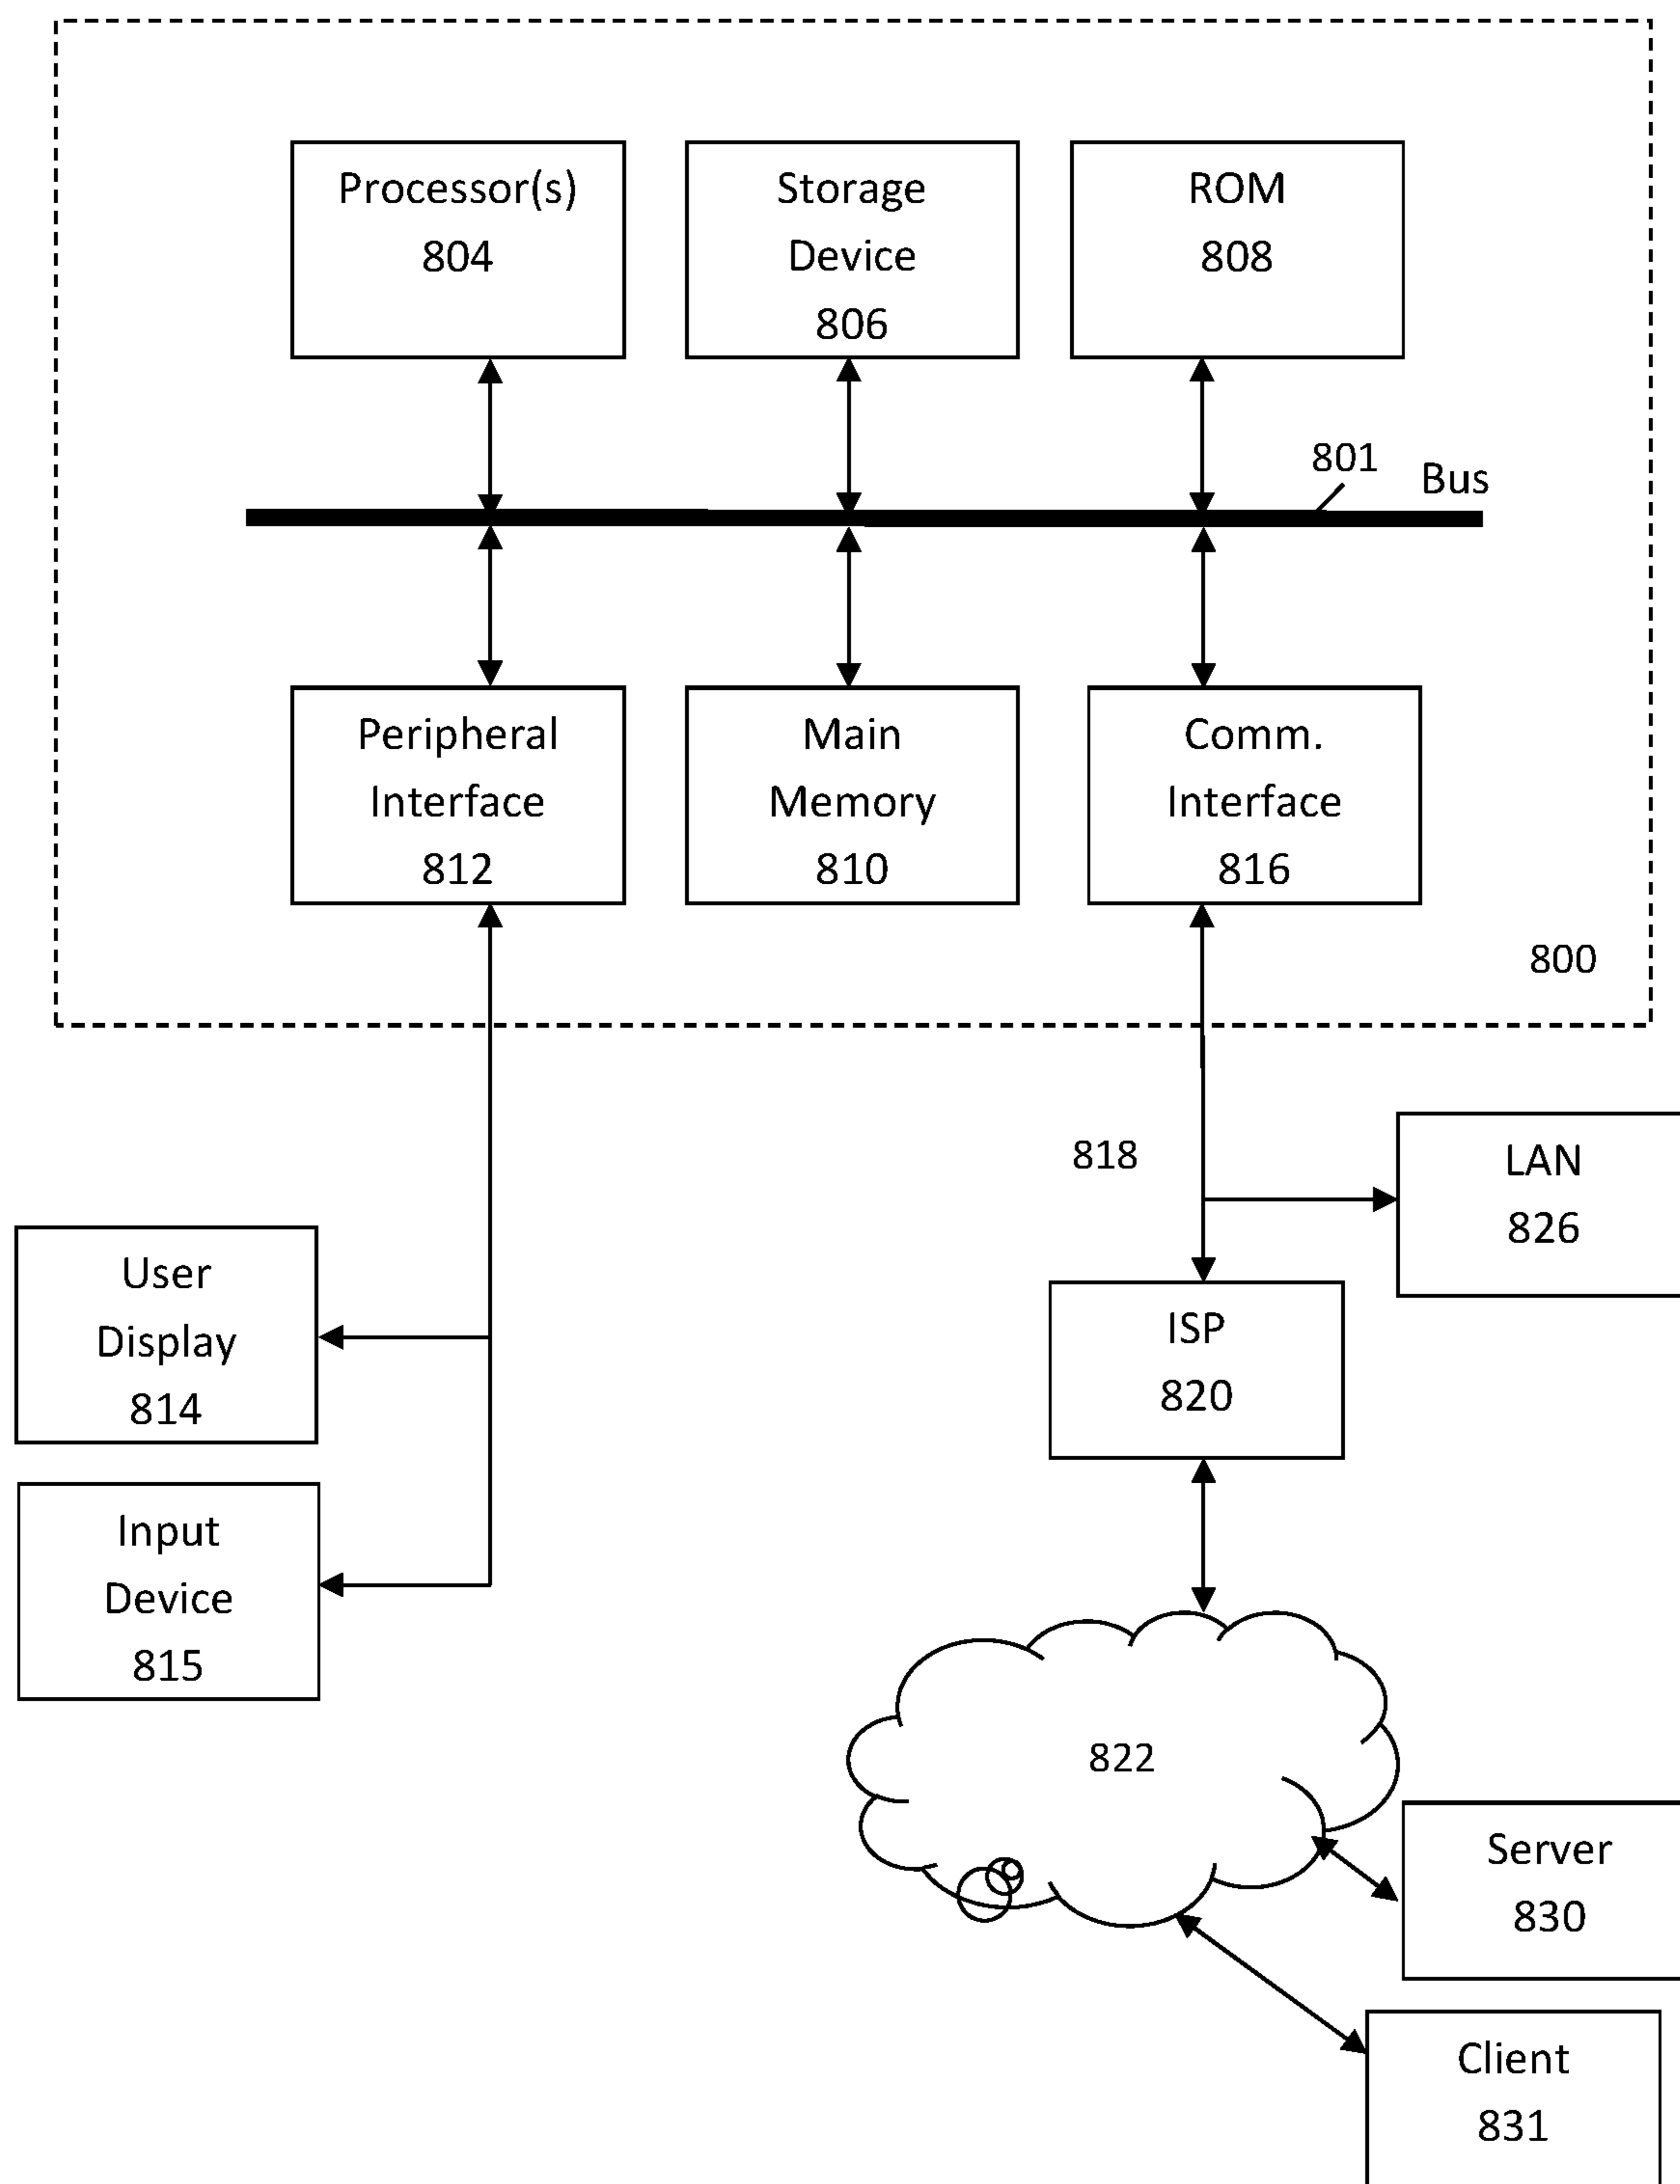 Processor(s)
804
Storage
Device
806
ROM
808
801
Bus
Peripheral
Interface
812
Main
Memory
810
Comm.
Interface
816
800
818
LAN
826
User
Display
814
ISP
820
Input
Device
815
822
Server
830
Client
831